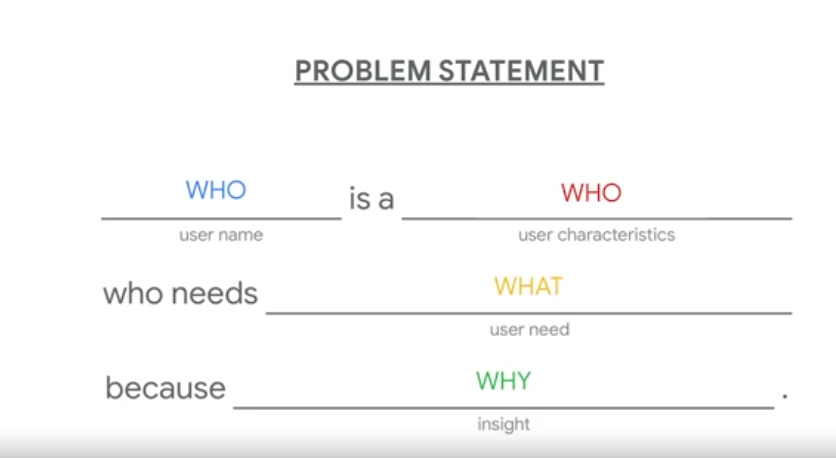 PROBLEM STATEMENT
WHO is a WHO
user name user characteristics
who needs WHAT
user need
because WHY .
insight